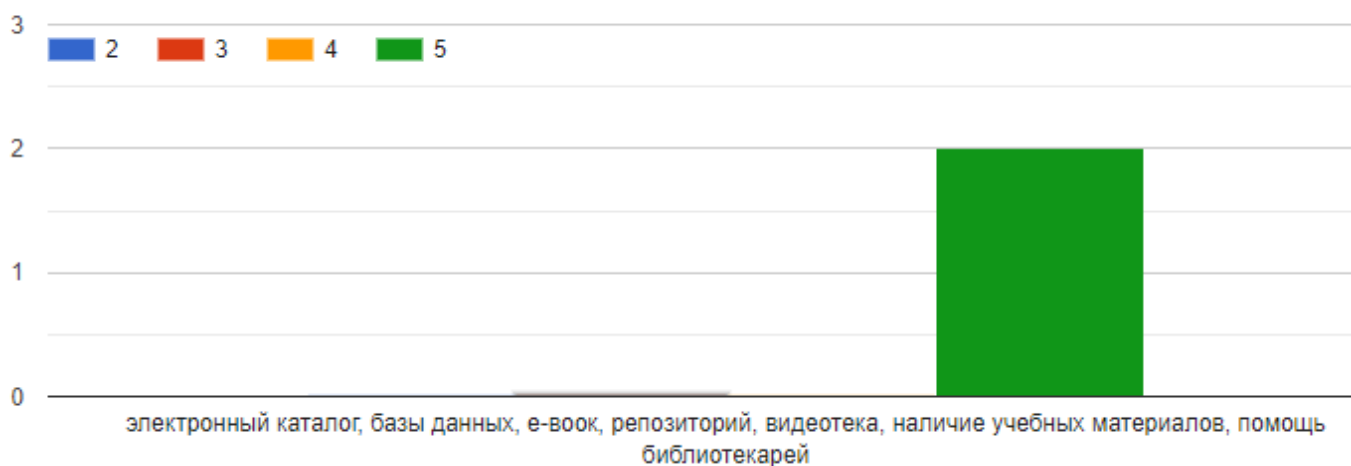 3
2 3 4 5
2
1
0
электронный каталог, базы данных, е-воок, репозиторий, видеотека, наличие учебных материалов, помощь
библиотекарей